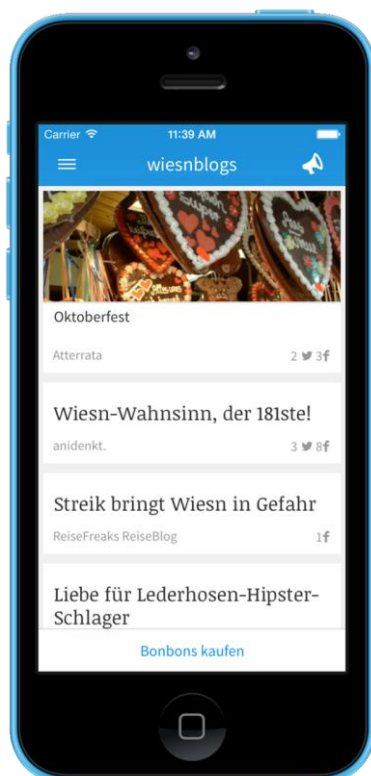 Carrier 11:39 AM
wiesnblogs
Oktoberfest
Atterrata 2 3
Wiesn-Wahnsinn, der 181ste!
anidenkt. 3 8
Streik bringt Wiesn in Gefahr
ReiseFreaks ReiseBlog 1
Liebe für Lederhosen-Hipster-
Schlager
Bonbons kaufen